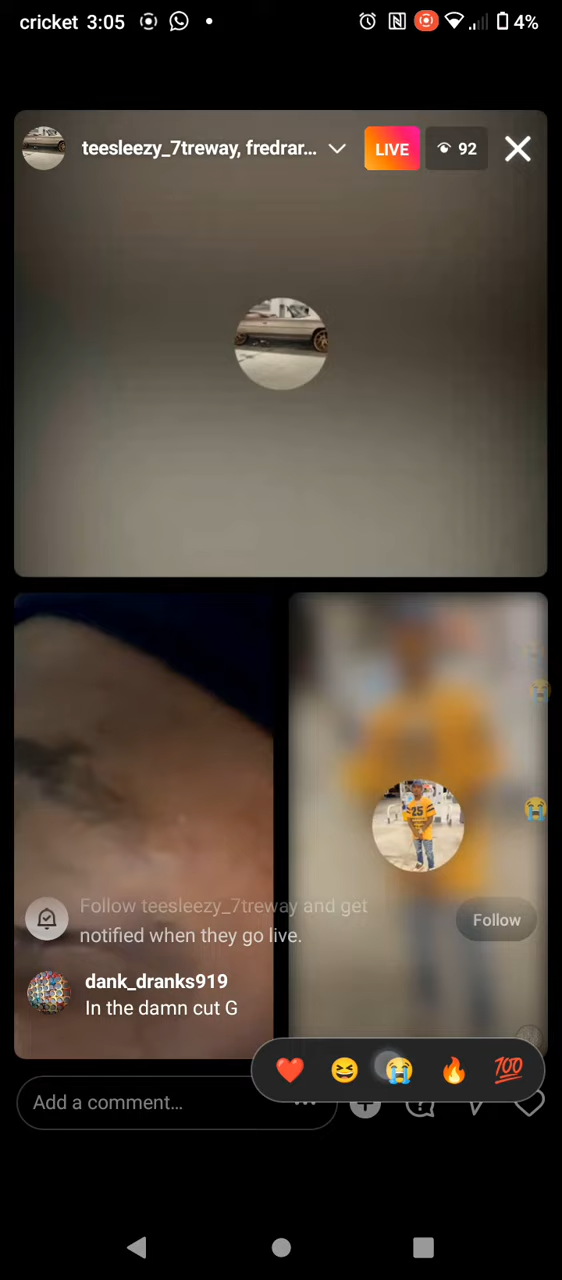 cricket 3:05 4%
teesleezy_7treway, fredrar... LIVE 92
25
Follow teesleezy_7treway and get
notified when they go live.
Follow
dank_dranks919
In the damn cut G
💯
Add a comment...